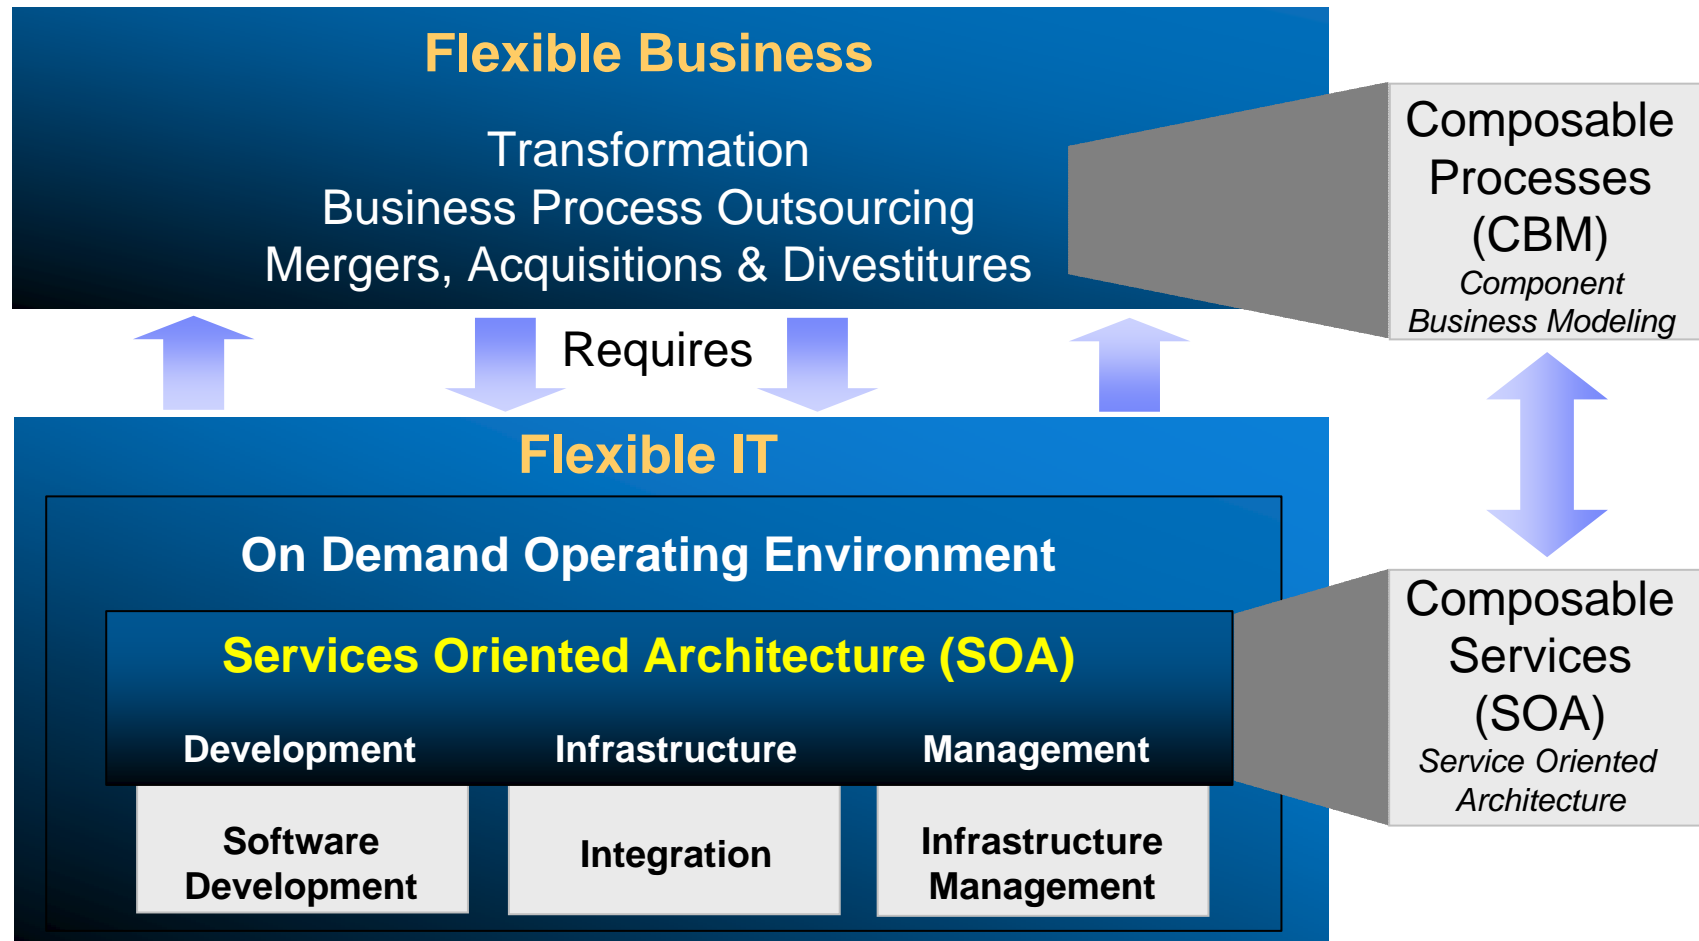 Flexible Business
Transformation
Business Process Outsourcing
Mergers, Acquisitions & Divestitures
Composable
Processes
(CBM)
Component
Business Modeling
Requires
Flexible IT
On Demand Operating Environment
Services Oriented Architecture (SOA)
Development
Infrastructure
Management
Software
Development
Integration
Infrastructure
Management
Composable
Services
(SOA)
Service Oriented
Architecture